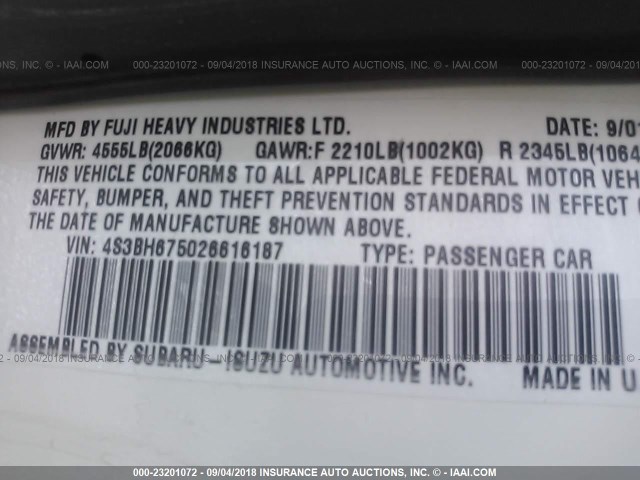 000-23201072 - 09/04/2018 INSURANCE AUTO AUCTIONS, INC. - IAAI.COM
MFD BY FUJI HEAVY INDUSTRIES LTD. DATE: 9/01
GVWR: 4555LB(2066KG) GAWR:F 2210LB(1002KG) R 2345LB(1064
THIS VEHICLE CONFORMS TO ALL APPLICABLE FEDERAL MOTOR VEH
SAFETY, BUMPER, AND THEFT PREVENTION STANDARDS IN EFFECT
THE DATE OF MANUFACTURE SHOWN ABOVE.
VIN: 4S3BH675026616187 TYPE: PASSENGER CAR
ASSEMBLED BY SUBARU-ISUZU AUTOMOTIVE INC. MADE IN U
000-23201072 - 09/04/2018 INSURANCE AUTO AUCTIONS, INC. - IAAI.COM